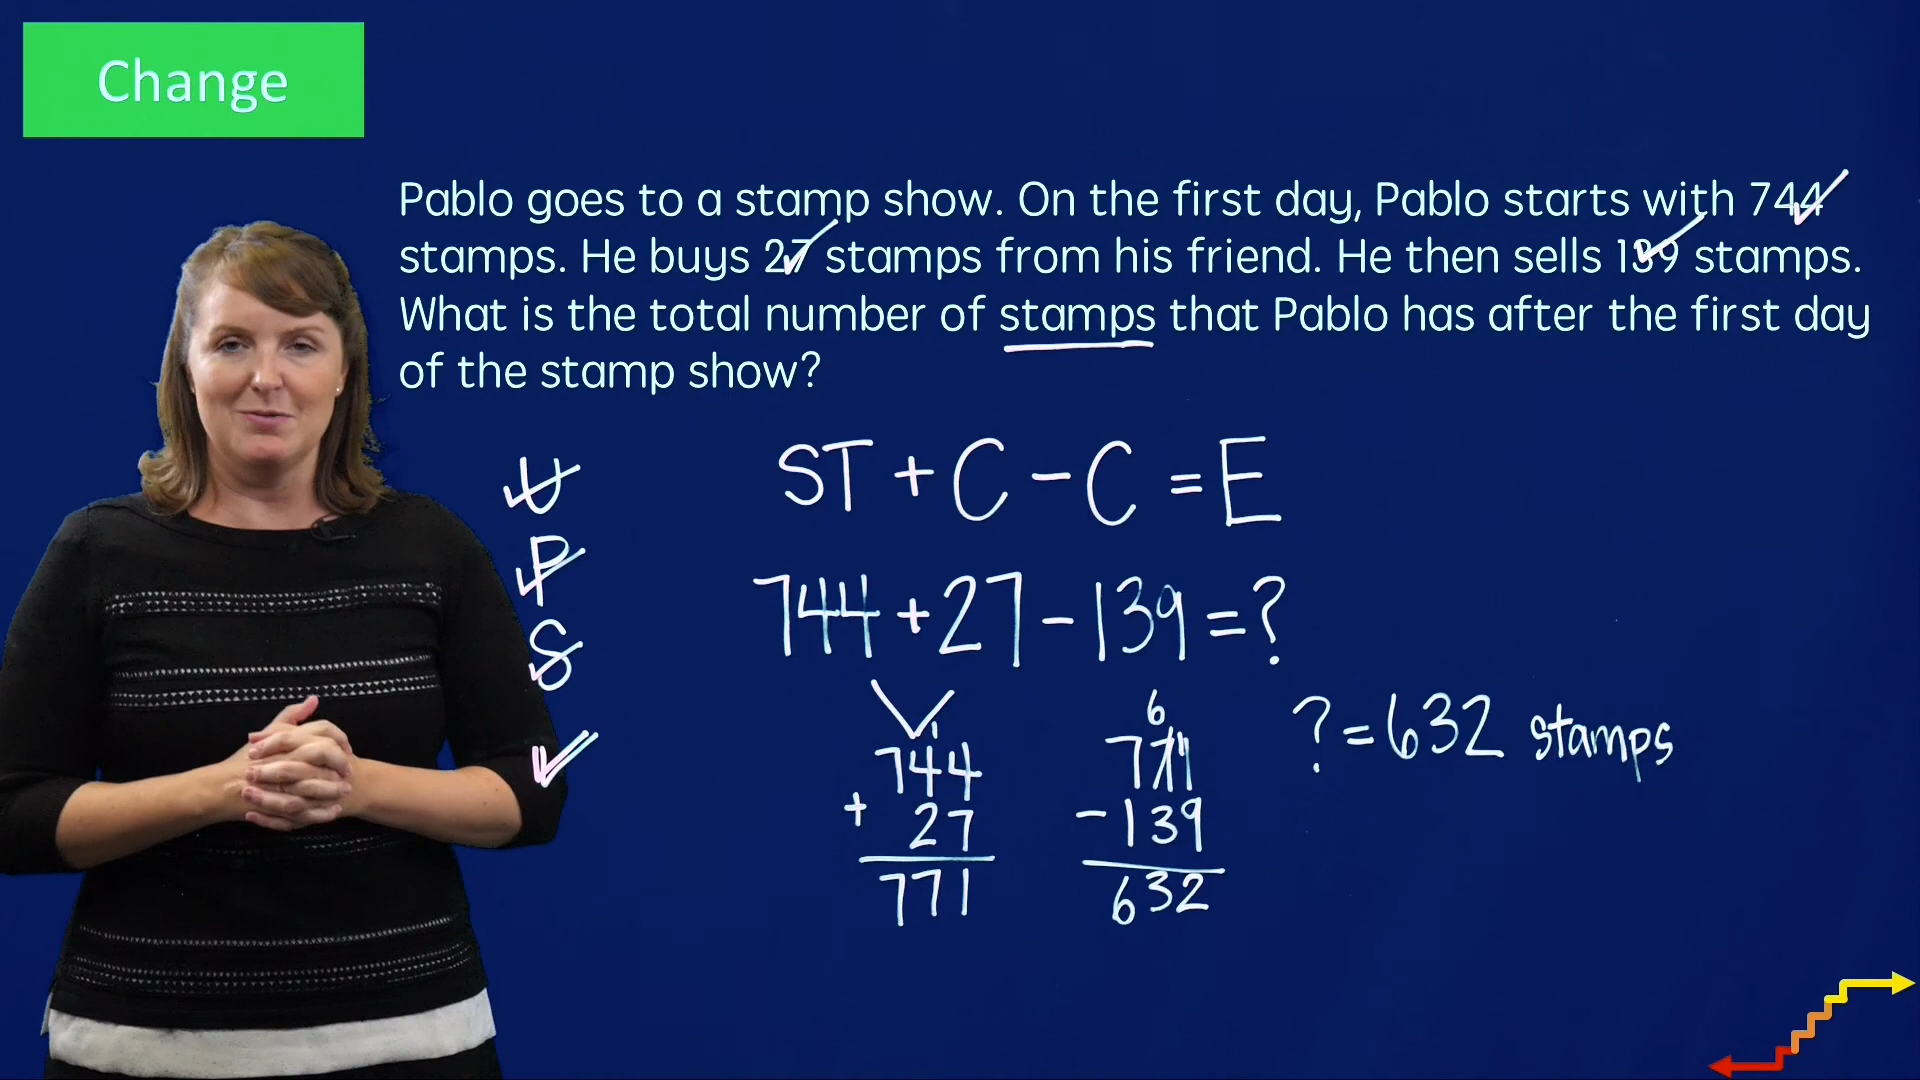 Change
Pablo goes to a stamp show. On the first day, Pablo starts with 744
stamps. He buys 27 stamps from his friend. He then sells 139 stamps.
What is the total number of stamps that Pablo has after the first day
of the stamp show?
U
P
S
✓
ST + C - C = E
744 + 27 - 139 = ?
1
744
+ 27
771
6 11
771
- 139
632
? = 632 stamps